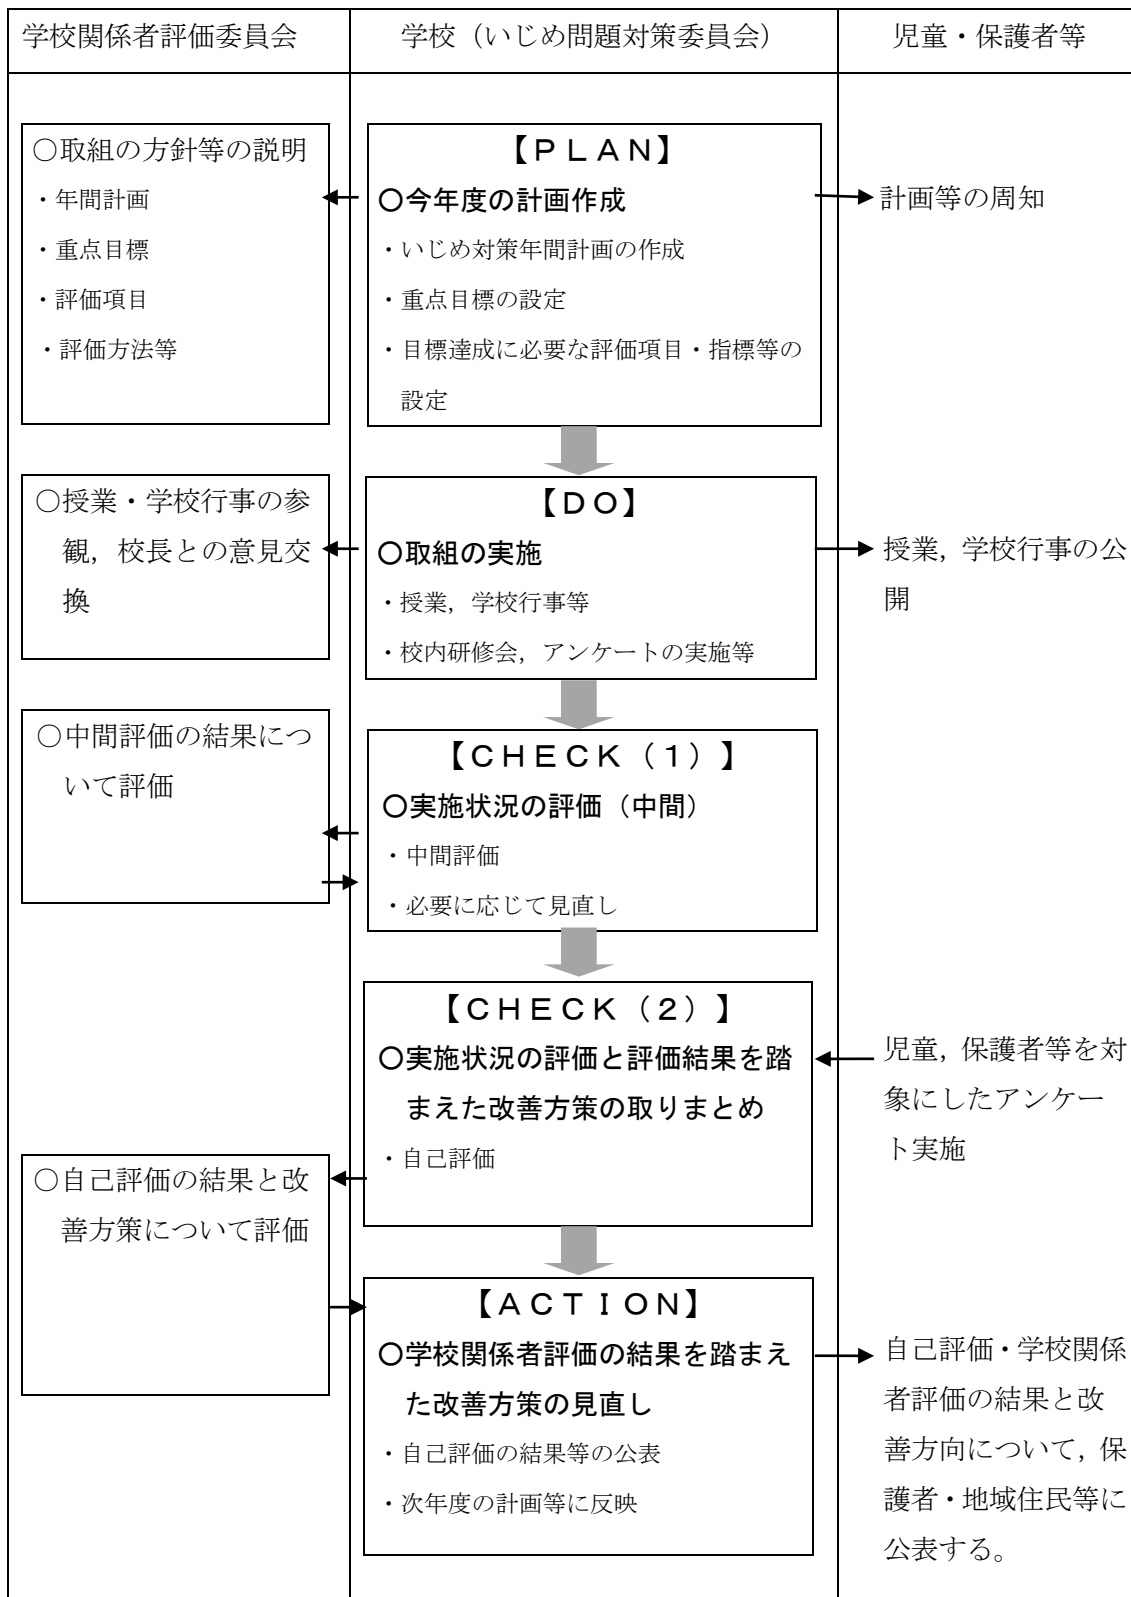 学校関係者評価委員会
学校（いじめ問題対策委員会）
児童・保護者等
○取組の方針等の説明
・年間計画
・重点目標
・評価項目
・評価方法等
【ＰＬＡＮ】
○今年度の計画作成
・いじめ対策年間計画の作成
・重点目標の設定
・目標達成に必要な評価項目・指標等の
設定
計画等の周知
○授業・学校行事の参
観，校長との意見交
換
【ＤＯ】
○取組の実施
・授業，学校行事等
・校内研修会，アンケートの実施等
授業，学校行事の公
開
○中間評価の結果につ
いて評価
【ＣＨＥＣＫ（１）】
○実施状況の評価（中間）
・中間評価
・必要に応じて見直し
【ＣＨＥＣＫ（２）】
○実施状況の評価と評価結果を踏
まえた改善方策の取りまとめ
・自己評価
児童，保護者等を対
象にしたアンケー
ト実施
○自己評価の結果と改
善方策について評価
【ＡＣＴＩＯＮ】
○学校関係者評価の結果を踏まえ
た改善方策の見直し
・自己評価の結果等の公表
・次年度の計画等に反映
自己評価・学校関係
者評価の結果と改
善方向について，保
護者・地域住民等に
公表する。